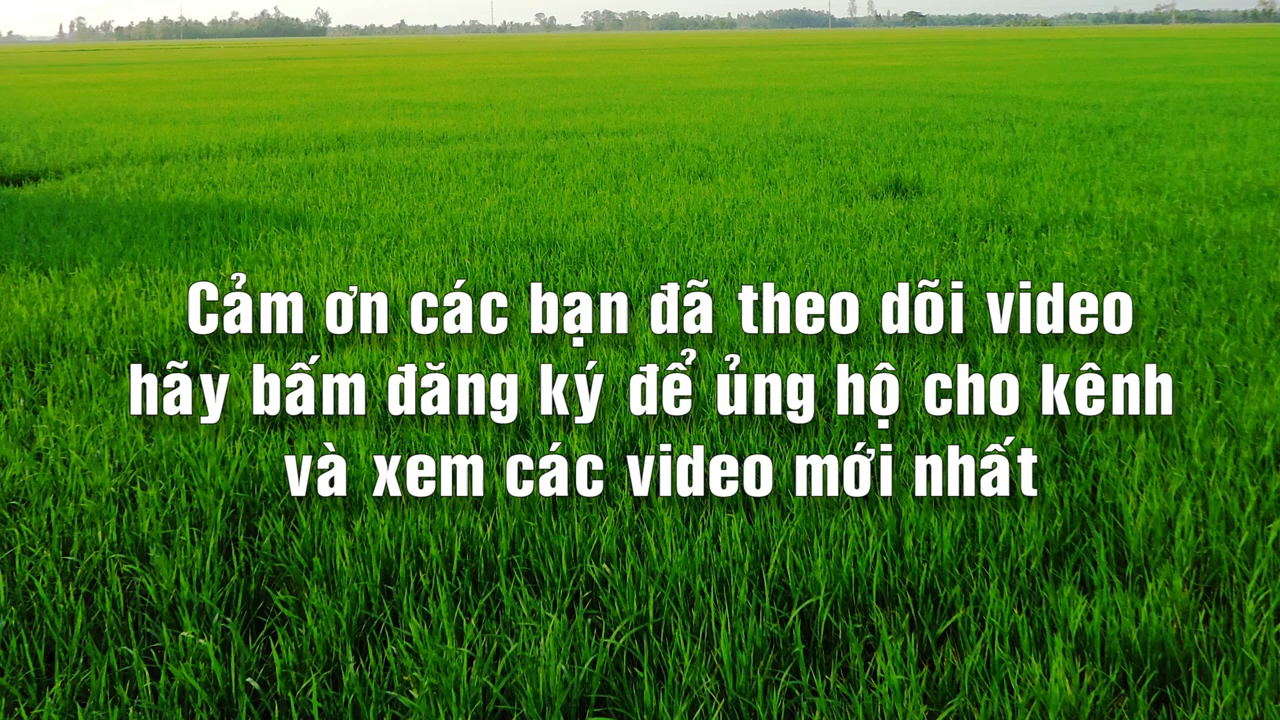 Cảm ơn các bạn đã theo dõi video
hãy bấm đăng ký để ủng hộ cho kênh
và xem các video mới nhất